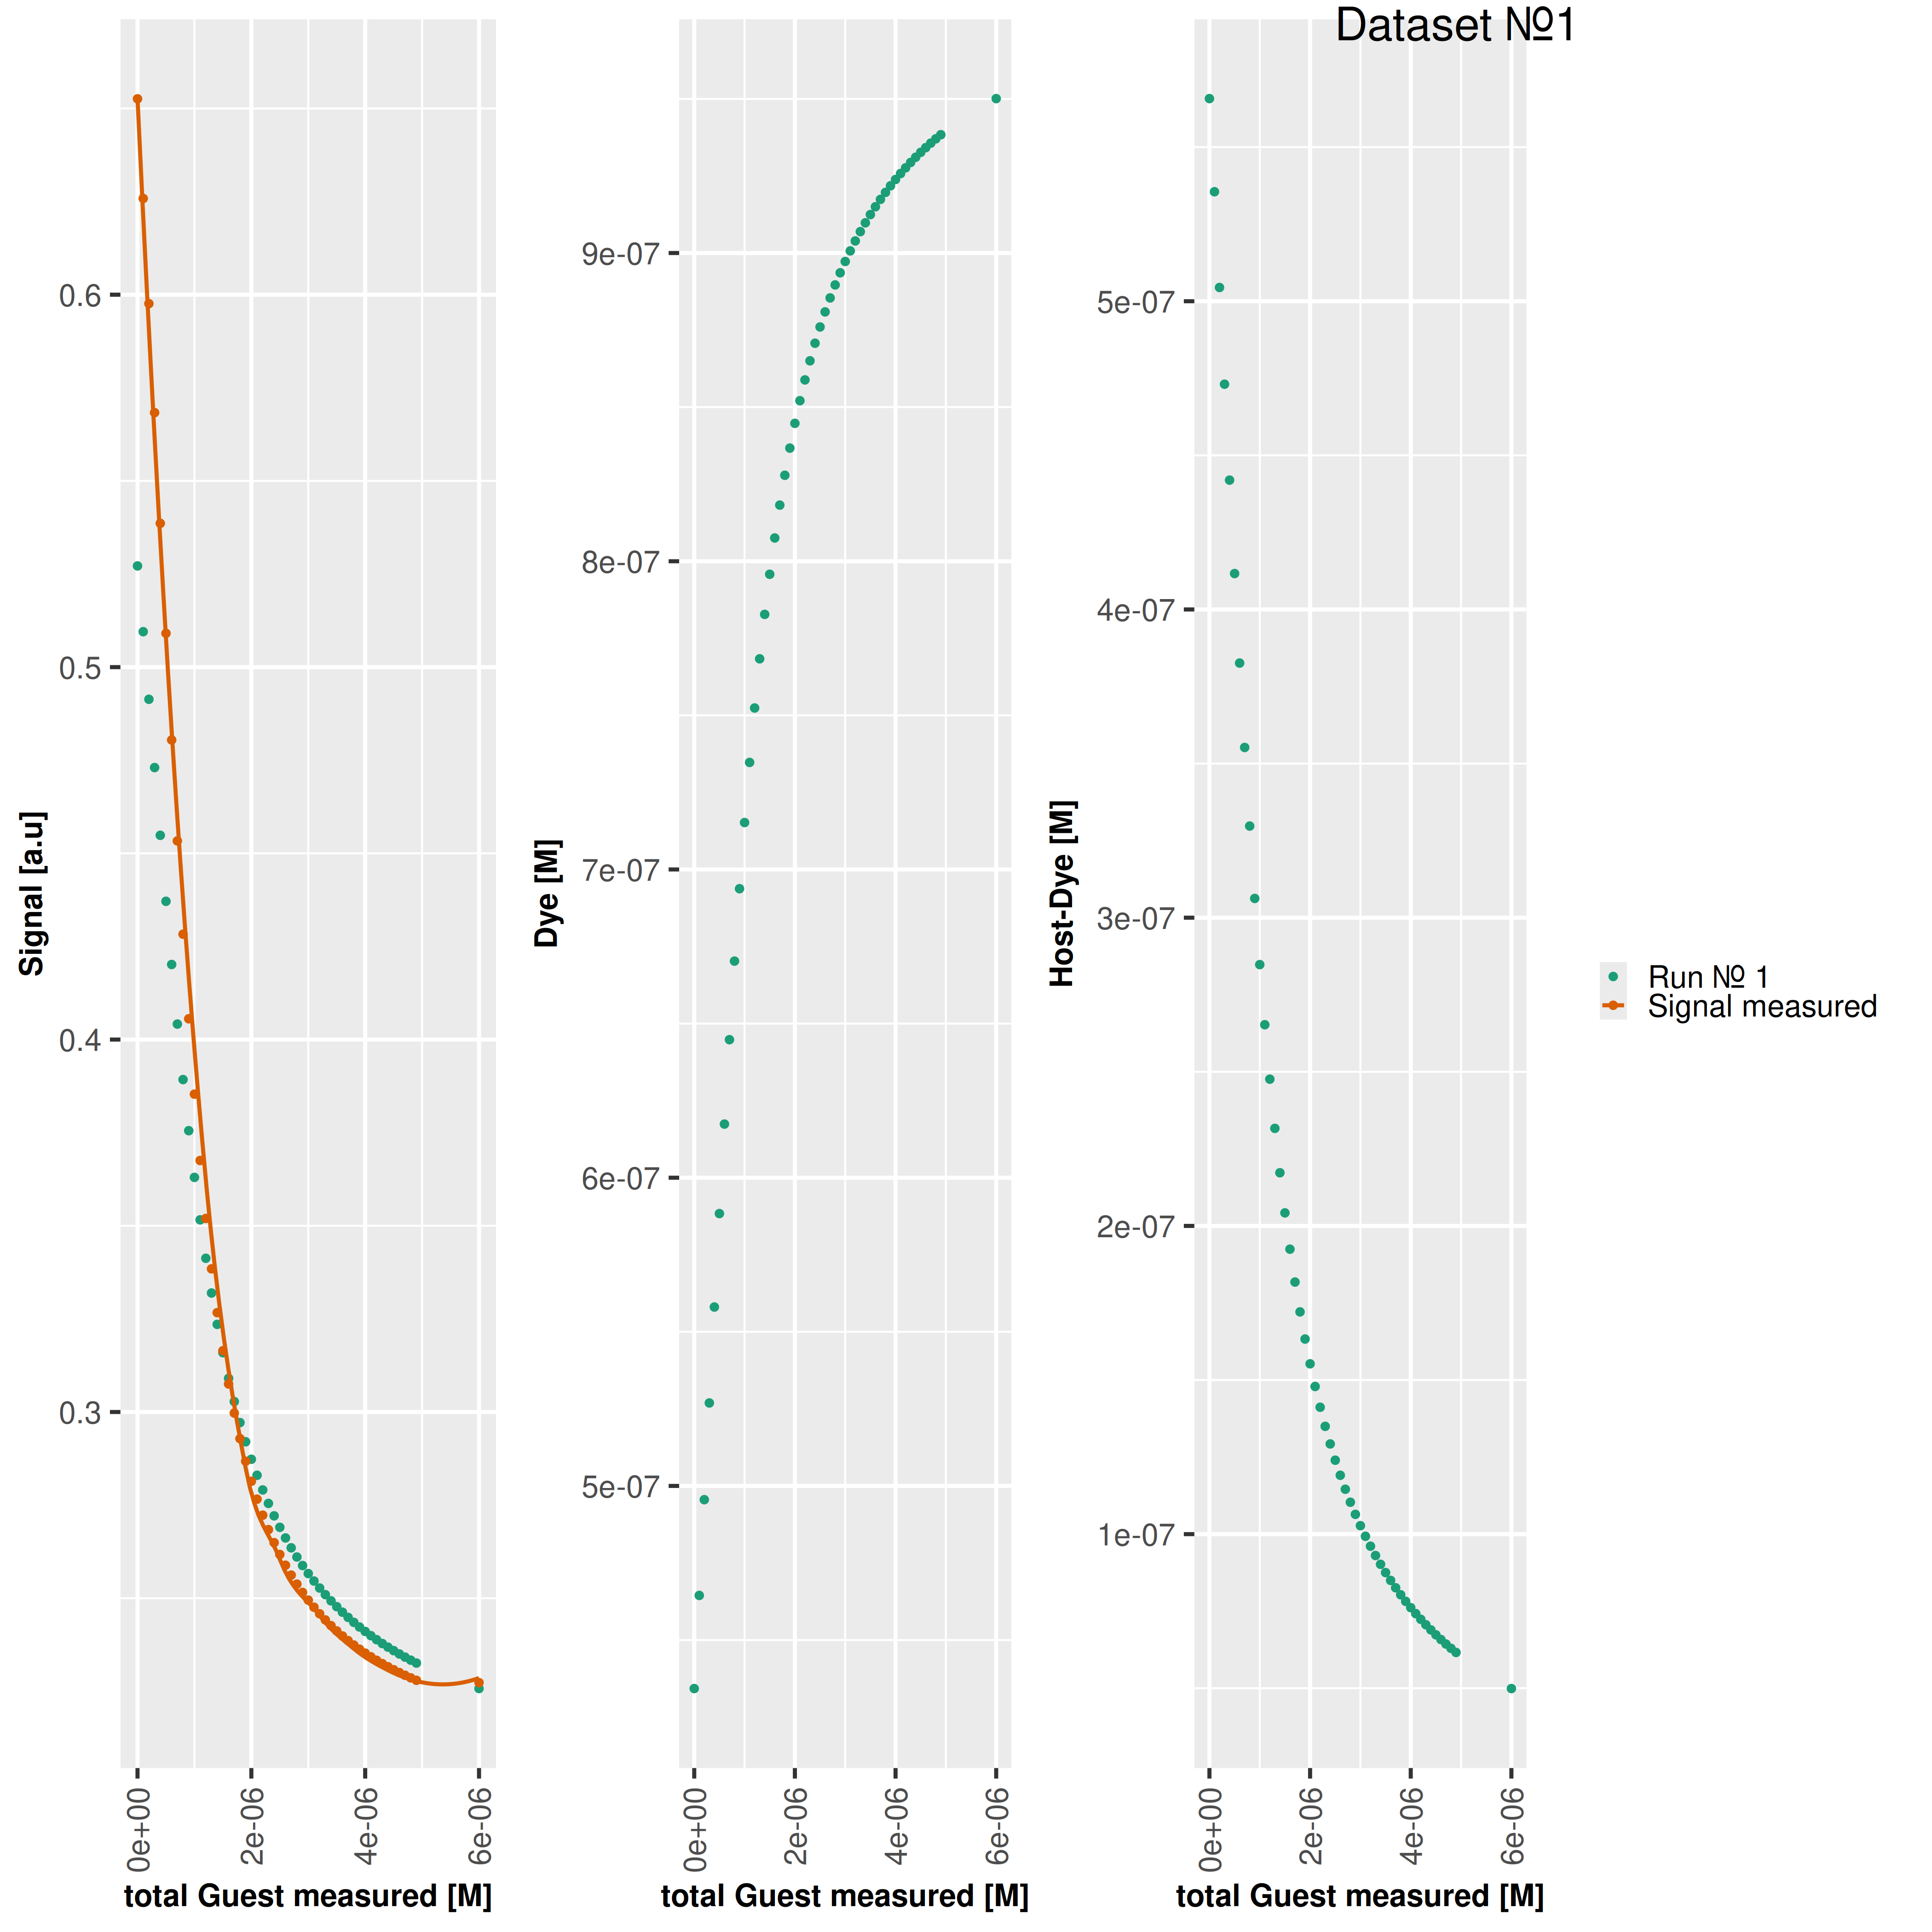 Dataset №1
Signal [a.u]
0.6
0.5
0.4
0.3
0e+00
2e-06
4e-06
6e-06
total Guest measured [M]
Dye [M]
9e-07
8e-07
7e-07
6e-07
5e-07
0e+00
2e-06
4e-06
6e-06
total Guest measured [M]
Host-Dye [M]
5e-07
4e-07
3e-07
2e-07
1e-07
0e+00
2e-06
4e-06
6e-06
total Guest measured [M]
Run № 1
Signal measured